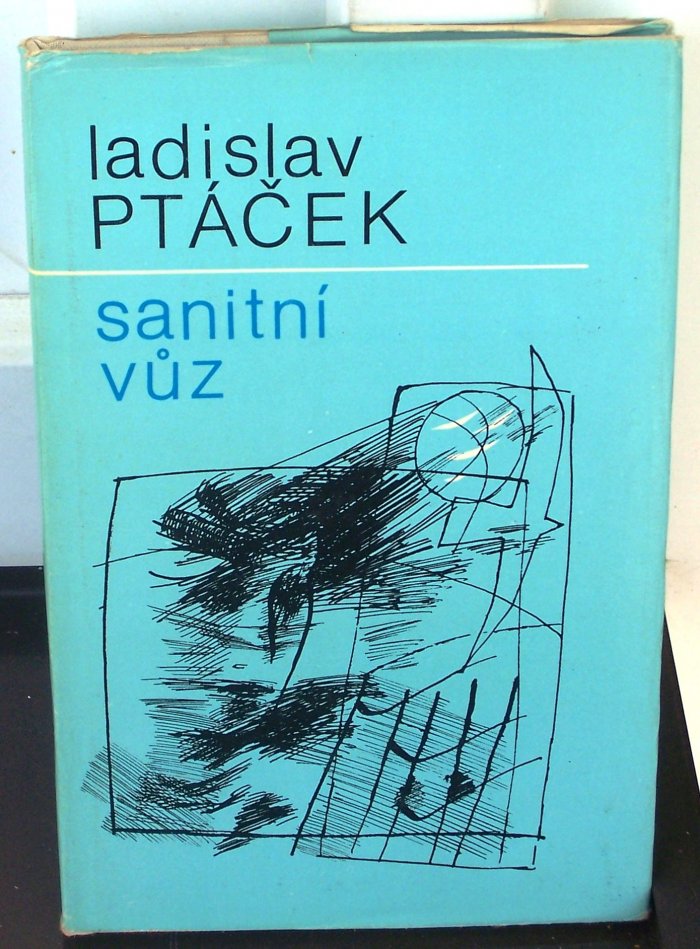 ladislav
PTÁČEK
sanitní
vůz